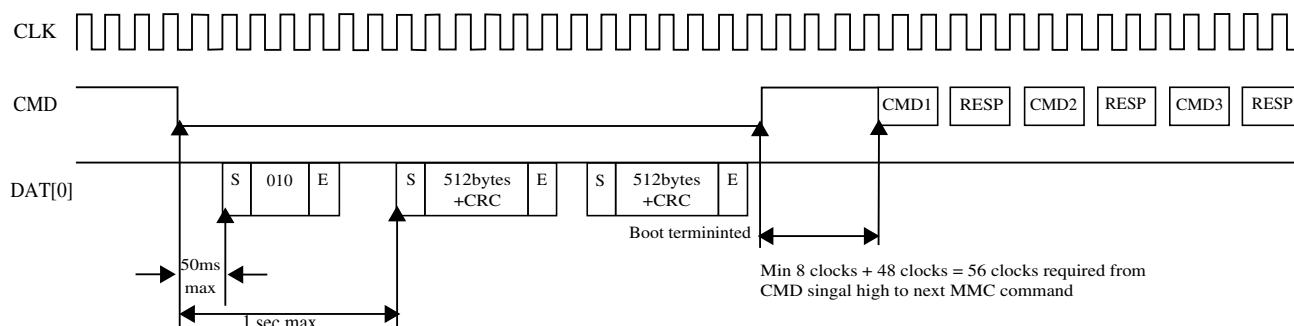 CLK
CMD
CMD1 RESP CMD2 RESP CMD3 RESP
DAT[0]
S 010 E S 512bytes +CRC E S 512bytes +CRC E
Boot termininted
50ms
max
Min 8 clocks + 48 clocks = 56 clocks required from
CMD singal high to next MMC command
1 sec max